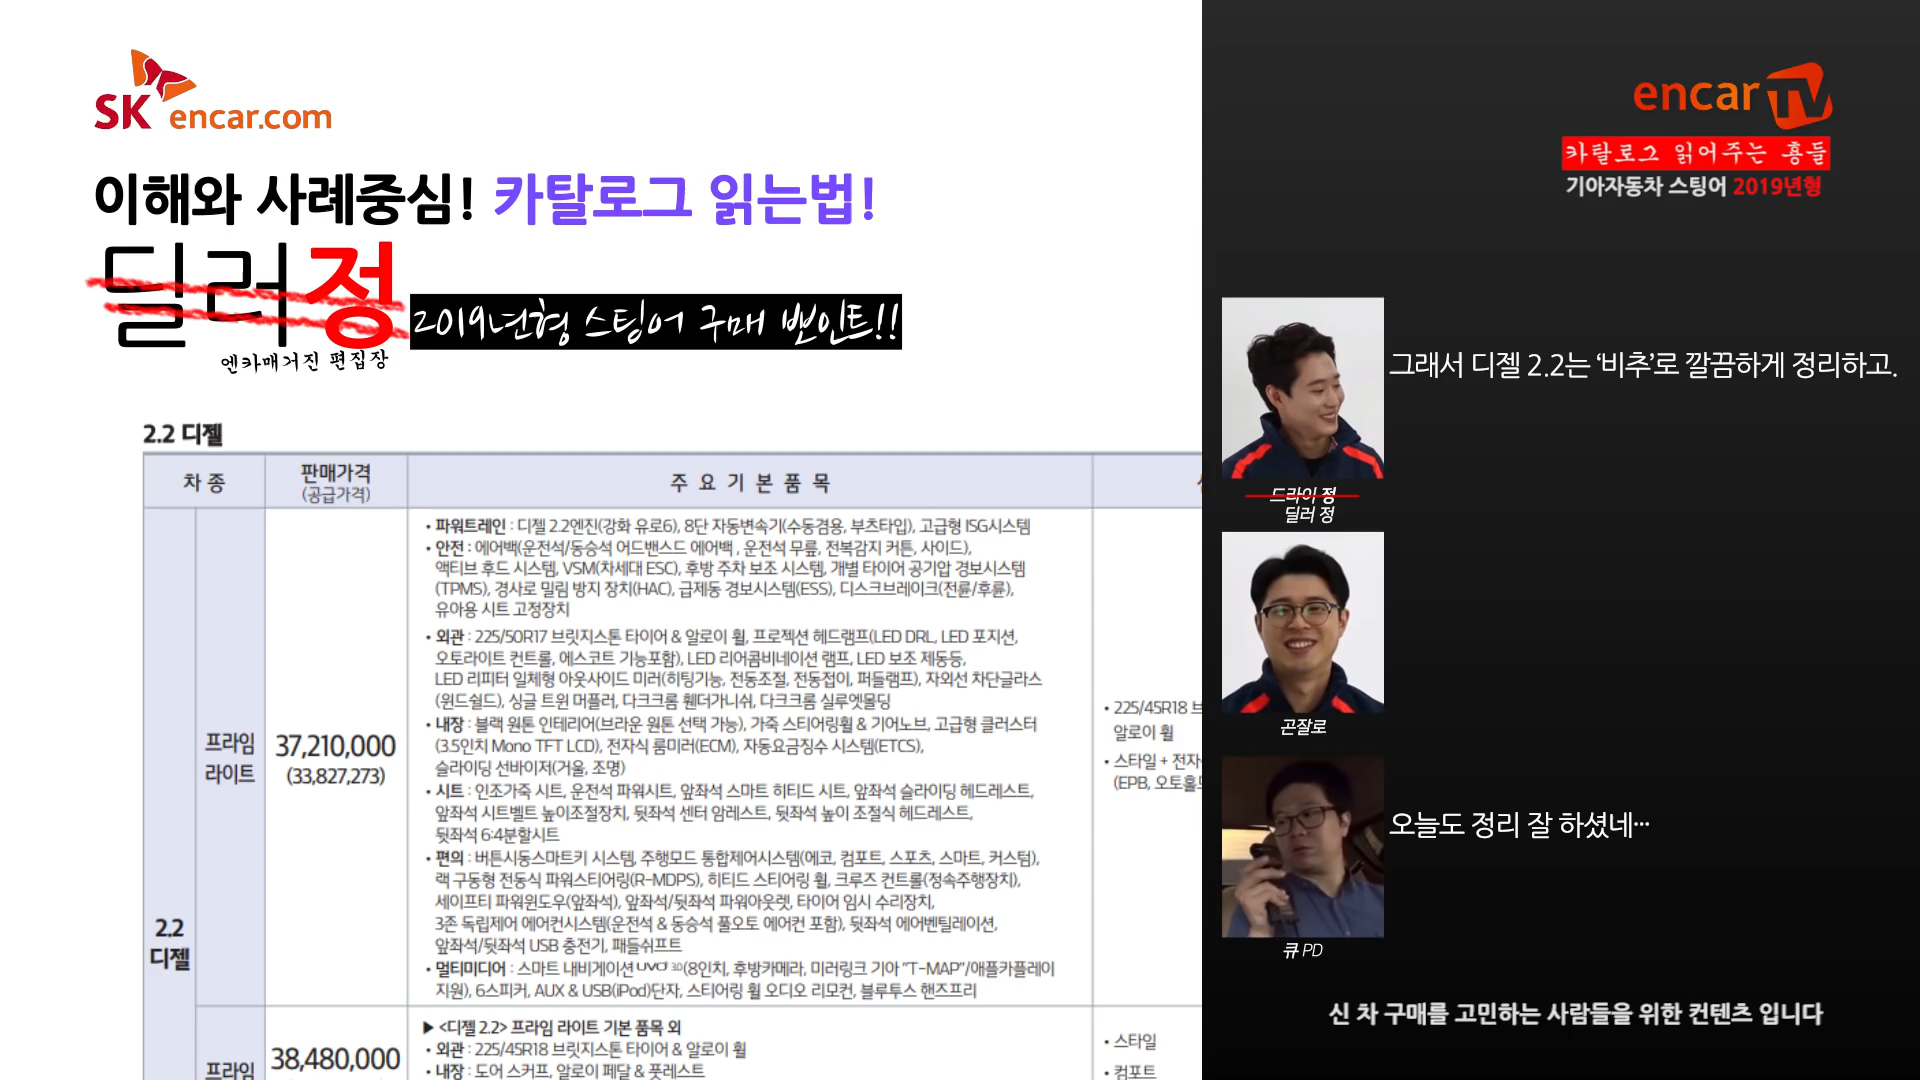 SK encar.com
이해와 사례중심! 카탈로그 읽는법!
딜러정
엔카매거진 편집장
2019년형 스팅어 구매 뽀인트!!
2.2 디젤
차 종
판매가격
(공급가격)
주 요 기 본 품 목
2.2
디젤
프라임
라이트
37,210,000
(33,827,273)
• 파워트레인 : 디젤 2.2엔진(강화 유로6), 8단 자동변속기(수동겸용, 부츠타입), 고급형 ISG시스템
• 안전 : 에어백(운전석/동승석 어드밴스드 에어백 , 운전석 무릎, 전복감지 커튼, 사이드),
액티브 후드 시스템, VSM(차세대 ESC), 후방 주차 보조 시스템, 개별 타이어 공기압 경보시스템
(TPMS), 경사로 밀림 방지 장치(HAC), 급제동 경보시스템(ESS), 디스크브레이크(전륜/후륜),
유아용 시트 고정장치
• 외관 : 225/50R17 브릿지스톤 타이어 & 알로이 휠, 프로젝션 헤드램프(LED DRL, LED 포지션,
오토라이트 컨트롤, 에스코트 기능포함), LED 리어콤비네이션 램프, LED 보조 제동등,
LED 리피터 일체형 아웃사이드 미러(히팅기능, 전동조절, 전동접이, 퍼들램프), 자외선 차단글라스
(윈드쉴드), 싱글 트윈 머플러, 다크크롬 휀더가니쉬, 다크크롬 실루엣몰딩
• 내장 : 블랙 원톤 인테리어(브라운 원톤 선택 가능), 가죽 스티어링휠 & 기어노브, 고급형 클러스터
(3.5인치 Mono TFT LCD), 전자식 룸미러(ECM), 자동요금징수 시스템(ETCS),
슬라이딩 선바이저(거울, 조명)
• 시트 : 인조가죽 시트, 운전석 파워시트, 앞좌석 스마트 히티드 시트, 앞좌석 슬라이딩 헤드레스트,
앞좌석 시트벨트 높이조절장치, 뒷좌석 센터 암레스트, 뒷좌석 높이 조절식 헤드레스트,
뒷좌석 6:4분할시트
• 편의 : 버튼시동스마트키 시스템, 주행모드 통합제어시스템(에코, 컴포트, 스포츠, 스마트, 커스텀),
랙 구동형 전동식 파워스티어링(R-MDPS), 히티드 스티어링 휠, 크루즈 컨트롤(정속주행장치),
세이프티 파워윈도우(앞좌석), 앞좌석/뒷좌석 파워아웃렛, 타이어 임시 수리장치,
3존 독립제어 에어컨시스템(운전석 & 동승석 풀오토 에어컨 포함), 뒷좌석 에어벤틸레이션,
앞좌석/뒷좌석 USB 충전기, 패들쉬프트
• 멀티미디어 : 스마트 내비게이션 UVO 3.0(8인치, 후방카메라, 미러링크 기아 "T-MAP"/애플카플레이
지원), 6스피커, AUX & USB(iPod)단자, 스티어링 휠 오디오 리모컨, 블루투스 핸즈프리
• 225/45R18
알로이 휠
• 스타일 + 전자
(EPB, 오토홀드
프라임
38,480,000
▶ <디젤 2.2> 프라임 라이트 기본 품목 외
• 외관 : 225/45R18 브릿지스톤 타이어 & 알로이 휠
• 내장 : 도어 스커프, 알로이 페달 & 풋레스트
• 스타일
• 컴포트
encar TV
카탈로그 읽어주는 흉들
기아자동차 스팅어 2019년형
그래서 디젤 2.2는 ‘비추’로 깔끔하게 정리하고.
드라이 정
딜러 정
곤잘로
오늘도 정리 잘 하셨네…
큐 PD
신 차 구매를 고민하는 사람들을 위한 컨텐츠 입니다